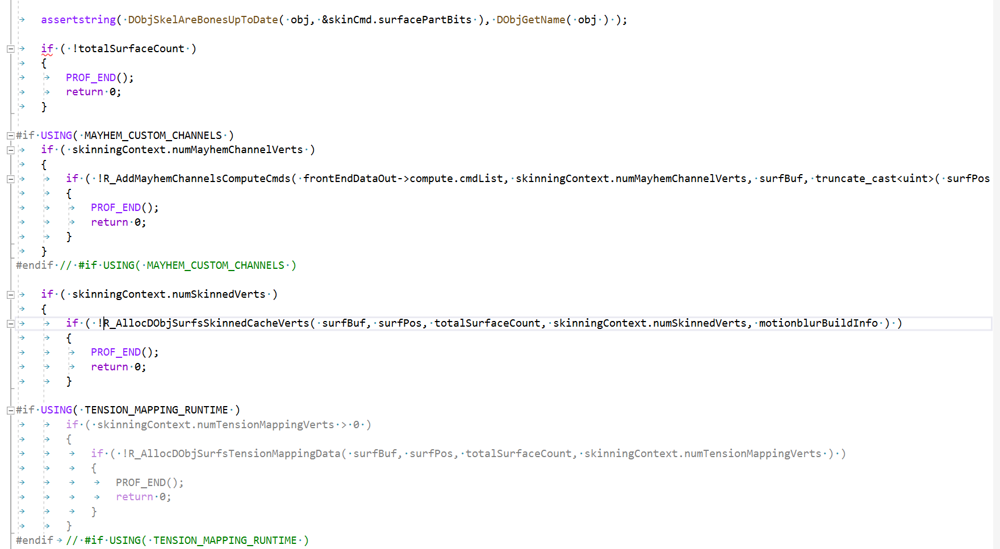 assertstring( DObjSkelAreBonesUpToDate( obj, &skinCmd.surfacePartBits ), DObjGetName( obj ) );
if ( !totalSurfaceCount )
{
PROF_END();
return 0;
}
#if USING( MAYHEM_CUSTOM_CHANNELS )
if ( skinningContext.numMayhemChannelVerts )
{
if ( !R_AddMayhemChannelsComputeCmds( frontEndDataOut->compute.cmdList, skinningContext.numMayhemChannelVerts, surfBuf, truncate_cast<uint>( surfPos
{
PROF_END();
return 0;
}
}
#endif // #if USING( MAYHEM_CUSTOM_CHANNELS )
if ( skinningContext.numSkinnedVerts )
{
if ( !R_AllocDObjSurfsSkinnedCacheVerts( surfBuf, surfPos, totalSurfaceCount, skinningContext.numSkinnedVerts, motionblurBuildInfo ) )
{
PROF_END();
return 0;
}
#if USING( TENSION_MAPPING_RUNTIME )
if ( skinningContext.numTensionMappingVerts > 0 )
{
if ( !R_AllocDObjSurfsTensionMappingData( surfBuf, surfPos, totalSurfaceCount, skinningContext.numTensionMappingVerts ) )
{
PROF_END();
return 0;
}
}
#endif // #if USING( TENSION_MAPPING_RUNTIME )